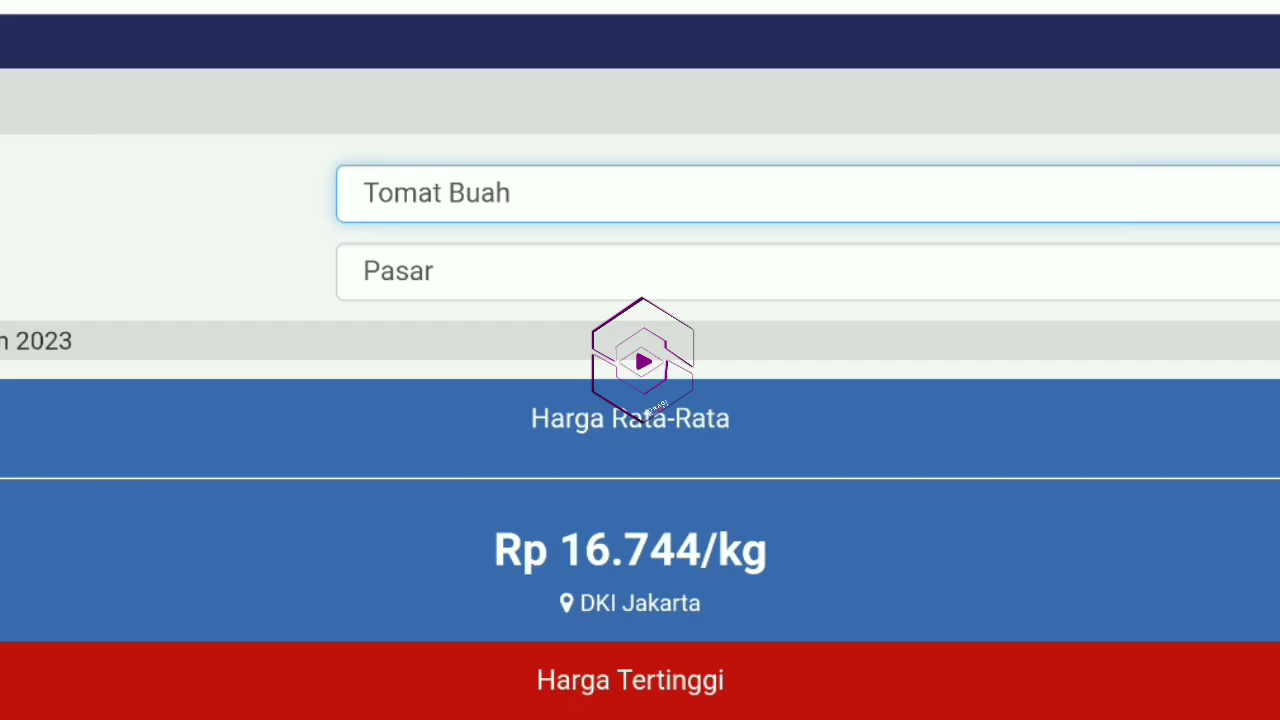 Tomat Buah
Pasar
n 2023
Harga Rata-Rata
Rp 16.744/kg
DKI Jakarta
Harga Tertinggi